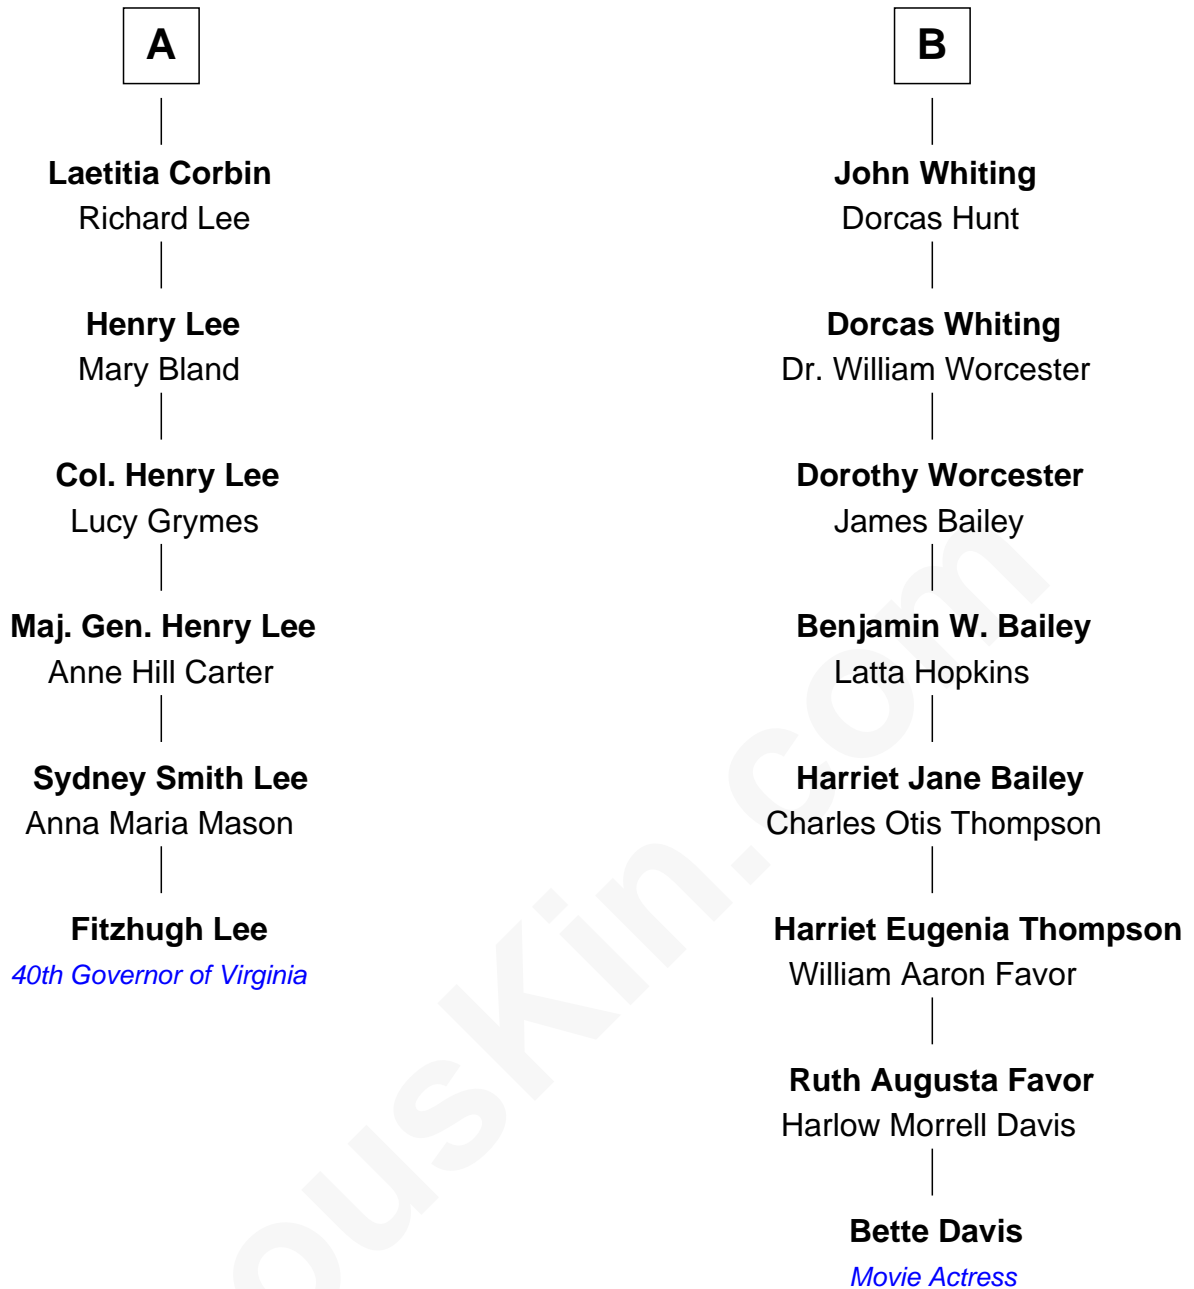 A
Laetitia Corbin
Richard Lee
Henry Lee
Mary Bland
Col. Henry Lee
Lucy Grymes
Maj. Gen. Henry Lee
Anne Hill Carter
Sydney Smith Lee
Anna Maria Mason
Fitzhugh Lee
40th Governor of Virginia
B
John Whiting
Dorcas Hunt
Dorcas Whiting
Dr. William Worcester
Dorothy Worcester
James Bailey
Benjamin W. Bailey
Latta Hopkins
Harriet Jane Bailey
Charles Otis Thompson
Harriet Eugenia Thompson
William Aaron Favor
Ruth Augusta Favor
Harlow Morrell Davis
Bette Davis
Movie Actress
ousKin.com